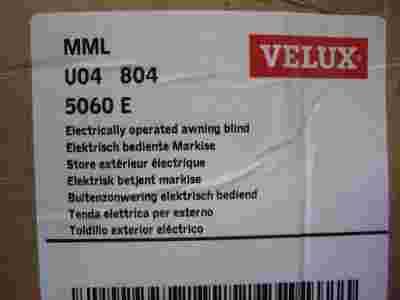 MML
VELUX
U04 804
5060 E
Electrically operated awning blind
Elektrisch bediente Markise
Store extérieur électrique
Elektrisk betjent markise
Buitenzonwering elektrisch bediend
Tenda elettrica per esterno
Toldillo exterior eléctrico